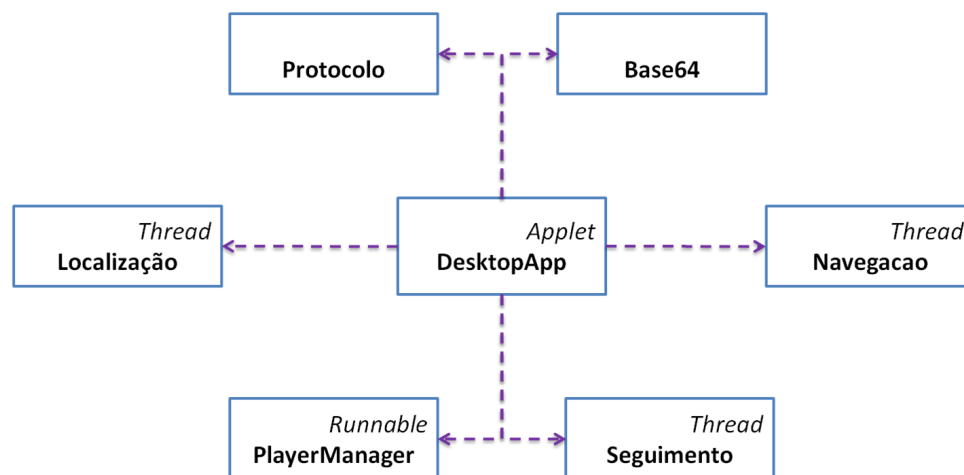 Protocolo
Base64
Thread
Localização
Applet
DesktopApp
Thread
Navegacao
Runnable
PlayerManager
Thread
Seguimento